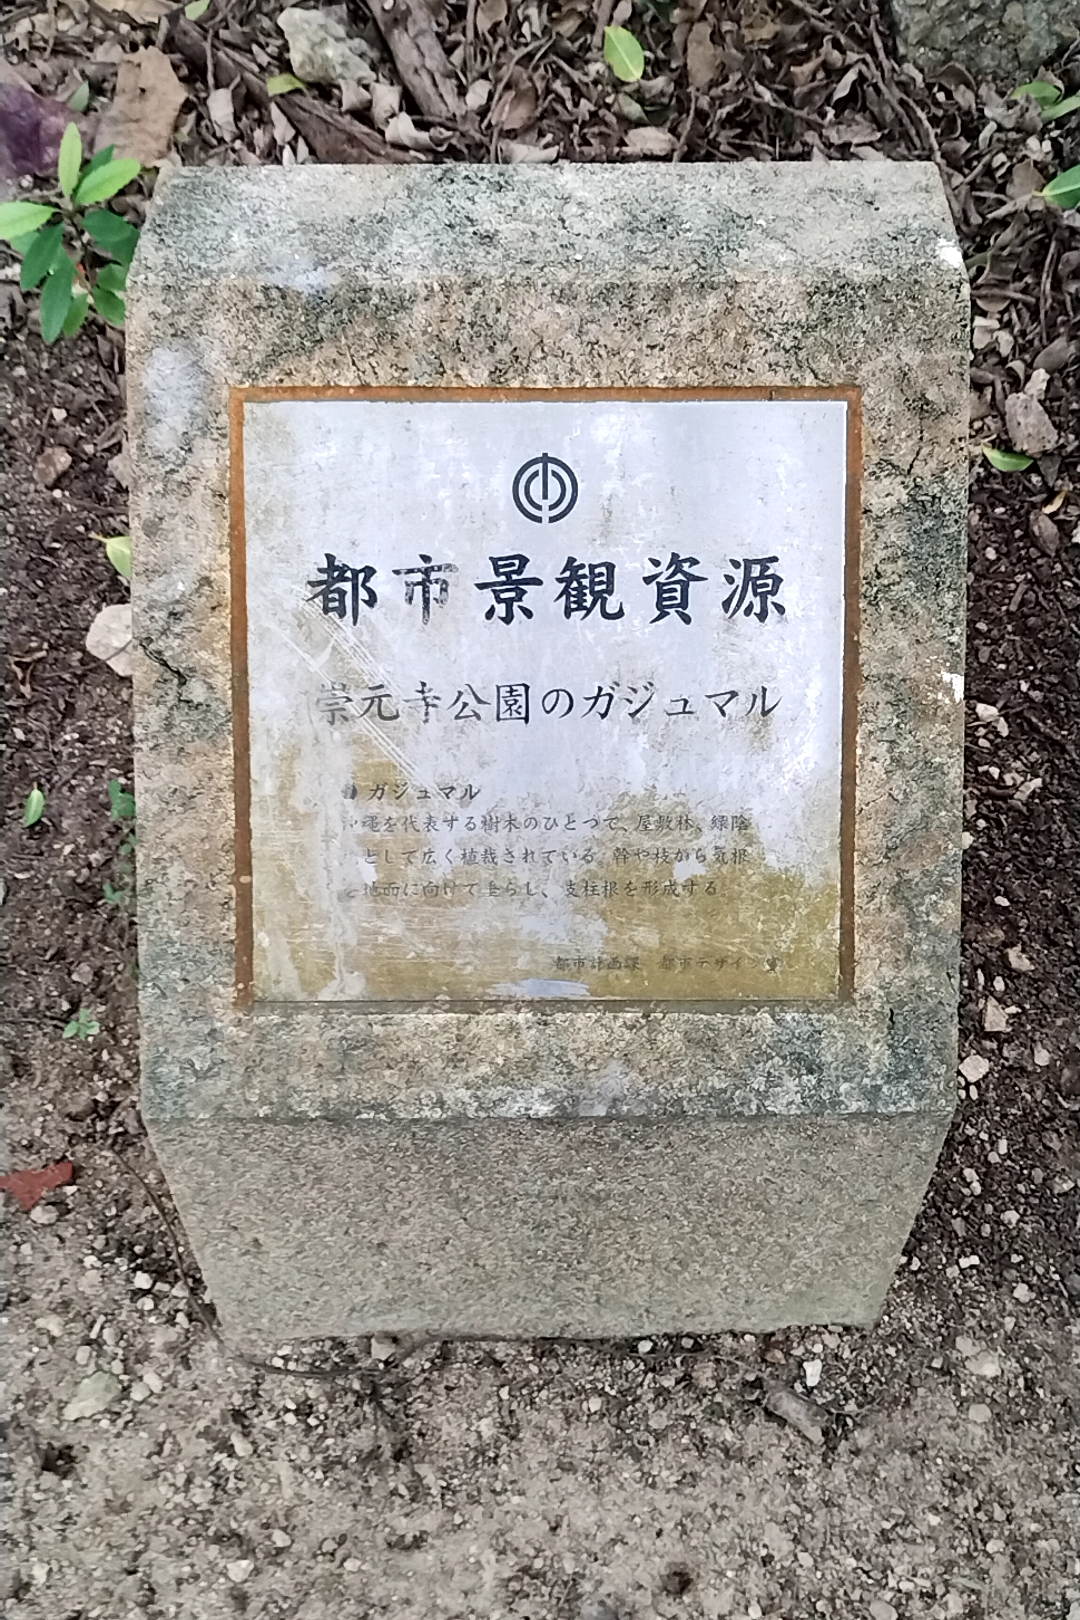 都市景観資源
崇元寺公園のガジュマル
ガジュマル
沖縄を代表する樹木のひとつで、屋敷林、緑陰
として広く植栽されている。幹や枝から気根
を地面に向けて垂らし、支柱根を形成する。
都市計画課 都市デザイン室